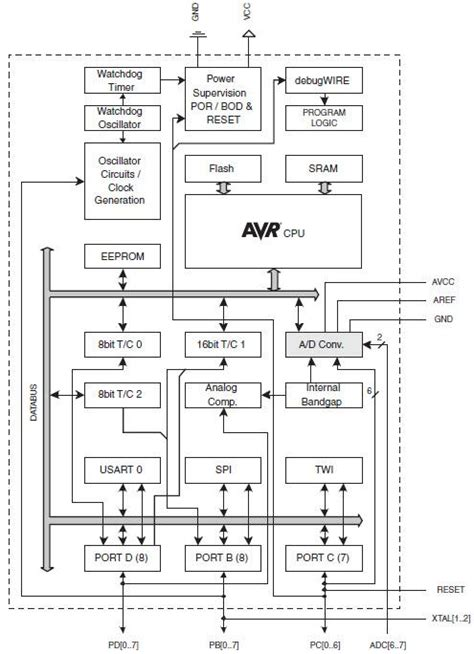 GND
VCC
Watchdog
Timer
Power
Supervision
POR / BOD &
RESET
debugWIRE
Watchdog
Oscillator
PROGRAM
LOGIC
Oscillator
Circuits /
Clock
Generation
Flash
SRAM
AVR CPU
EEPROM
AVCC
AREF
GND
8bit T/C 0
16bit T/C 1
A/D Conv.
2
8bit T/C 2
Analog
Comp.
Internal
Bandgap
6
DATABUS
USART 0
SPI
TWI
PORT D (8)
PORT B (8)
PORT C (7)
RESET
XTAL[1..2]
PD[0..7]
PB[0..7]
PC[0..6]
ADC[6..7]